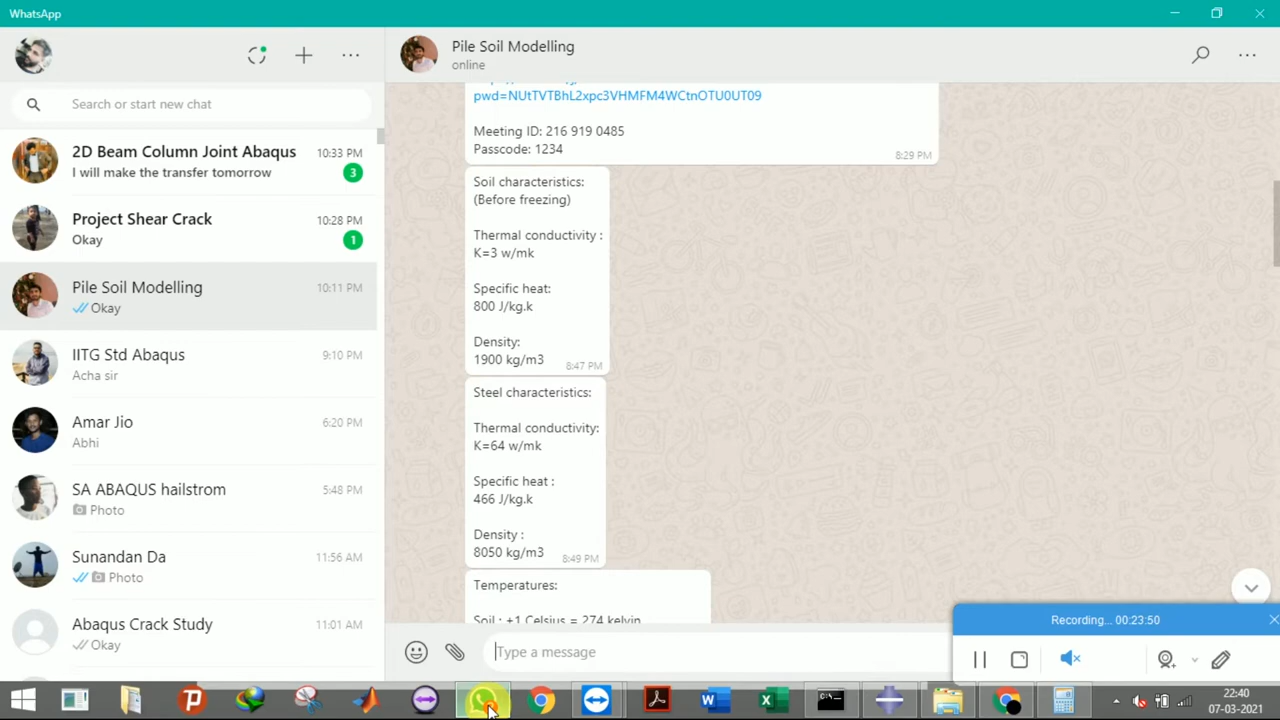 WhatsApp
Search or start new chat
2D Beam Column Joint Abaqus
10:33 PM
I will make the transfer tomorrow
3
Project Shear Crack
10:28 PM
Okay
1
Pile Soil Modelling
10:11 PM
Okay
IITG Std Abaqus
9:10 PM
Acha sir
Amar Jio
6:20 PM
Abhi
SA ABAQUS hailstrom
5:48 PM
Photo
Sunandan Da
11:56 AM
Photo
Abaqus Crack Study
11:01 AM
Okay
Pile Soil Modelling
online
pwd=NUtTVTBhL2xpc3VHMFM4WCtnOTU0UT09
Meeting ID: 216 919 0485
Passcode: 1234
8:29 PM
Soil characteristics:
(Before freezing)
Thermal conductivity :
K=3 w/mk
Specific heat:
800 J/kg.k
Density:
1900 kg/m3
8:47 PM
Steel characteristics:
Thermal conductivity:
K=64 w/mk
Specific heat :
466 J/kg.k
Density :
8050 kg/m3
8:49 PM
Temperatures:
Soil : +1 Celsius = 274 kelvin
Type a message
Recording... 00:23:50
22:40
07-03-2021